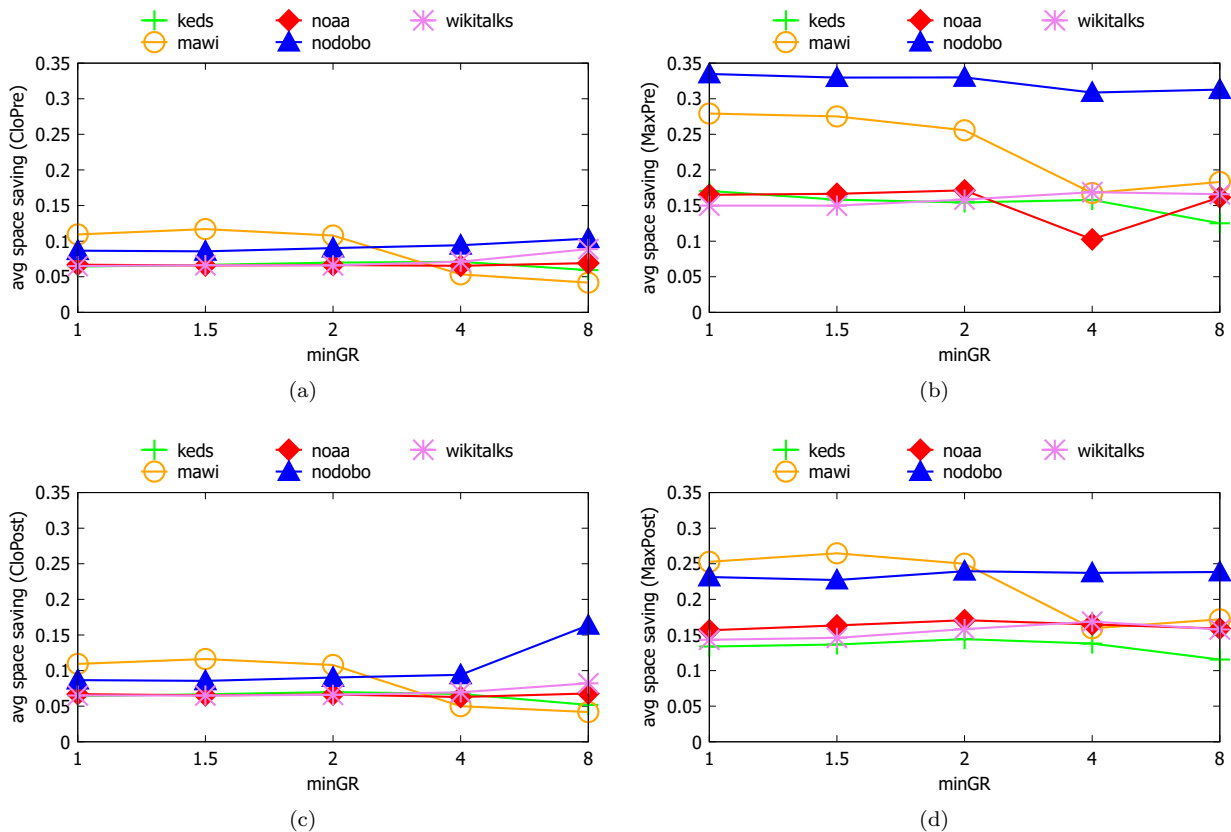 keds noaa wikitalks
mawi nodobo
avg space saving (CloPre)
0.35
0.3
0.25
0.2
0.15
0.1
0.05
0
1 1.5 2 4 8
minGR
(a)
keds noaa wikitalks
mawi nodobo
avg space saving (MaxPre)
0.35
0.3
0.25
0.2
0.15
0.1
0.05
0
1 1.5 2 4 8
minGR
(b)
keds noaa wikitalks
mawi nodobo
avg space saving (CloPost)
0.35
0.3
0.25
0.2
0.15
0.1
0.05
0
1 1.5 2 4 8
minGR
(c)
keds noaa wikitalks
mawi nodobo
avg space saving (MaxPost)
0.35
0.3
0.25
0.2
0.15
0.1
0.05
0
1 1.5 2 4 8
minGR
(d)